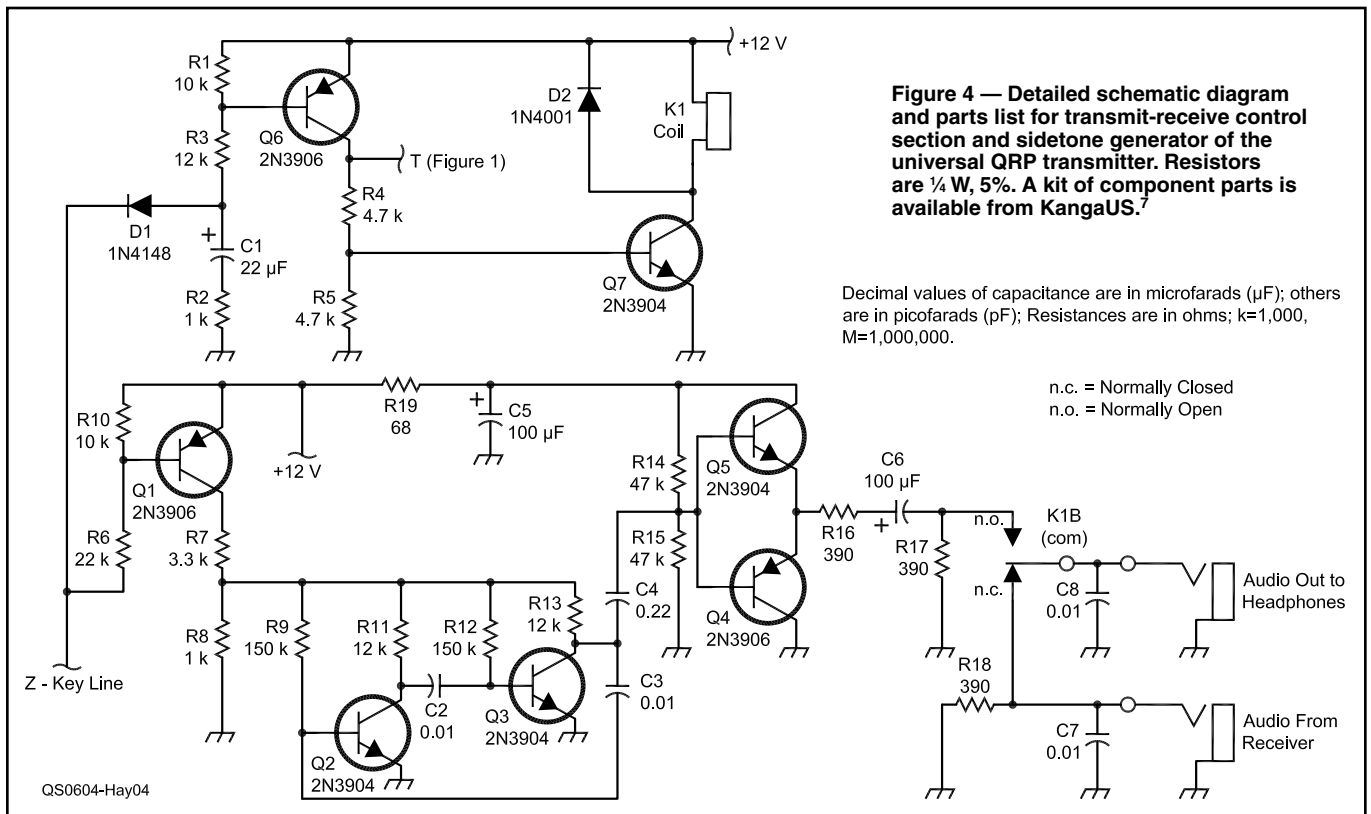 +12 V
R1
10 k
Q6
2N3906
D2
1N4001
K1
Coil
R3
12 k
T (Figure 1)
R4
4.7 k
D1
1N4148
+
C1
22 µF
R2
1 k
R5
4.7 k
Q7
2N3904
Figure 4 — Detailed schematic diagram
and parts list for transmit-receive control
section and sidetone generator of the
universal QRP transmitter. Resistors
are ¼ W, 5%. A kit of component parts is
available from KangaUS.7
Decimal values of capacitance are in microfarads (µF); others
are in picofarads (pF); Resistances are in ohms; k=1,000,
M=1,000,000.
n.c. = Normally Closed
n.o. = Normally Open
R10
10 k
Q1
2N3906
+12 V
R19
68
+
C5
100 µF
R14
47 k
Q5
2N3904
C6
100 µF
R6
22 k
R7
3.3 k
R15
47 k
R16
390
+
R17
390
n.o.
K1B
(com)
n.c.
C8
0.01
Audio Out to
Headphones
Q4
2N3906
C4
0.22
R8
1 k
R9
150 k
R11
12 k
R12
150 k
R13
12 k
C2
0.01
Q3
2N3904
C3
0.01
Z - Key Line
Q2
2N3904
R18
390
C7
0.01
Audio From
Receiver
QS0604-Hay04